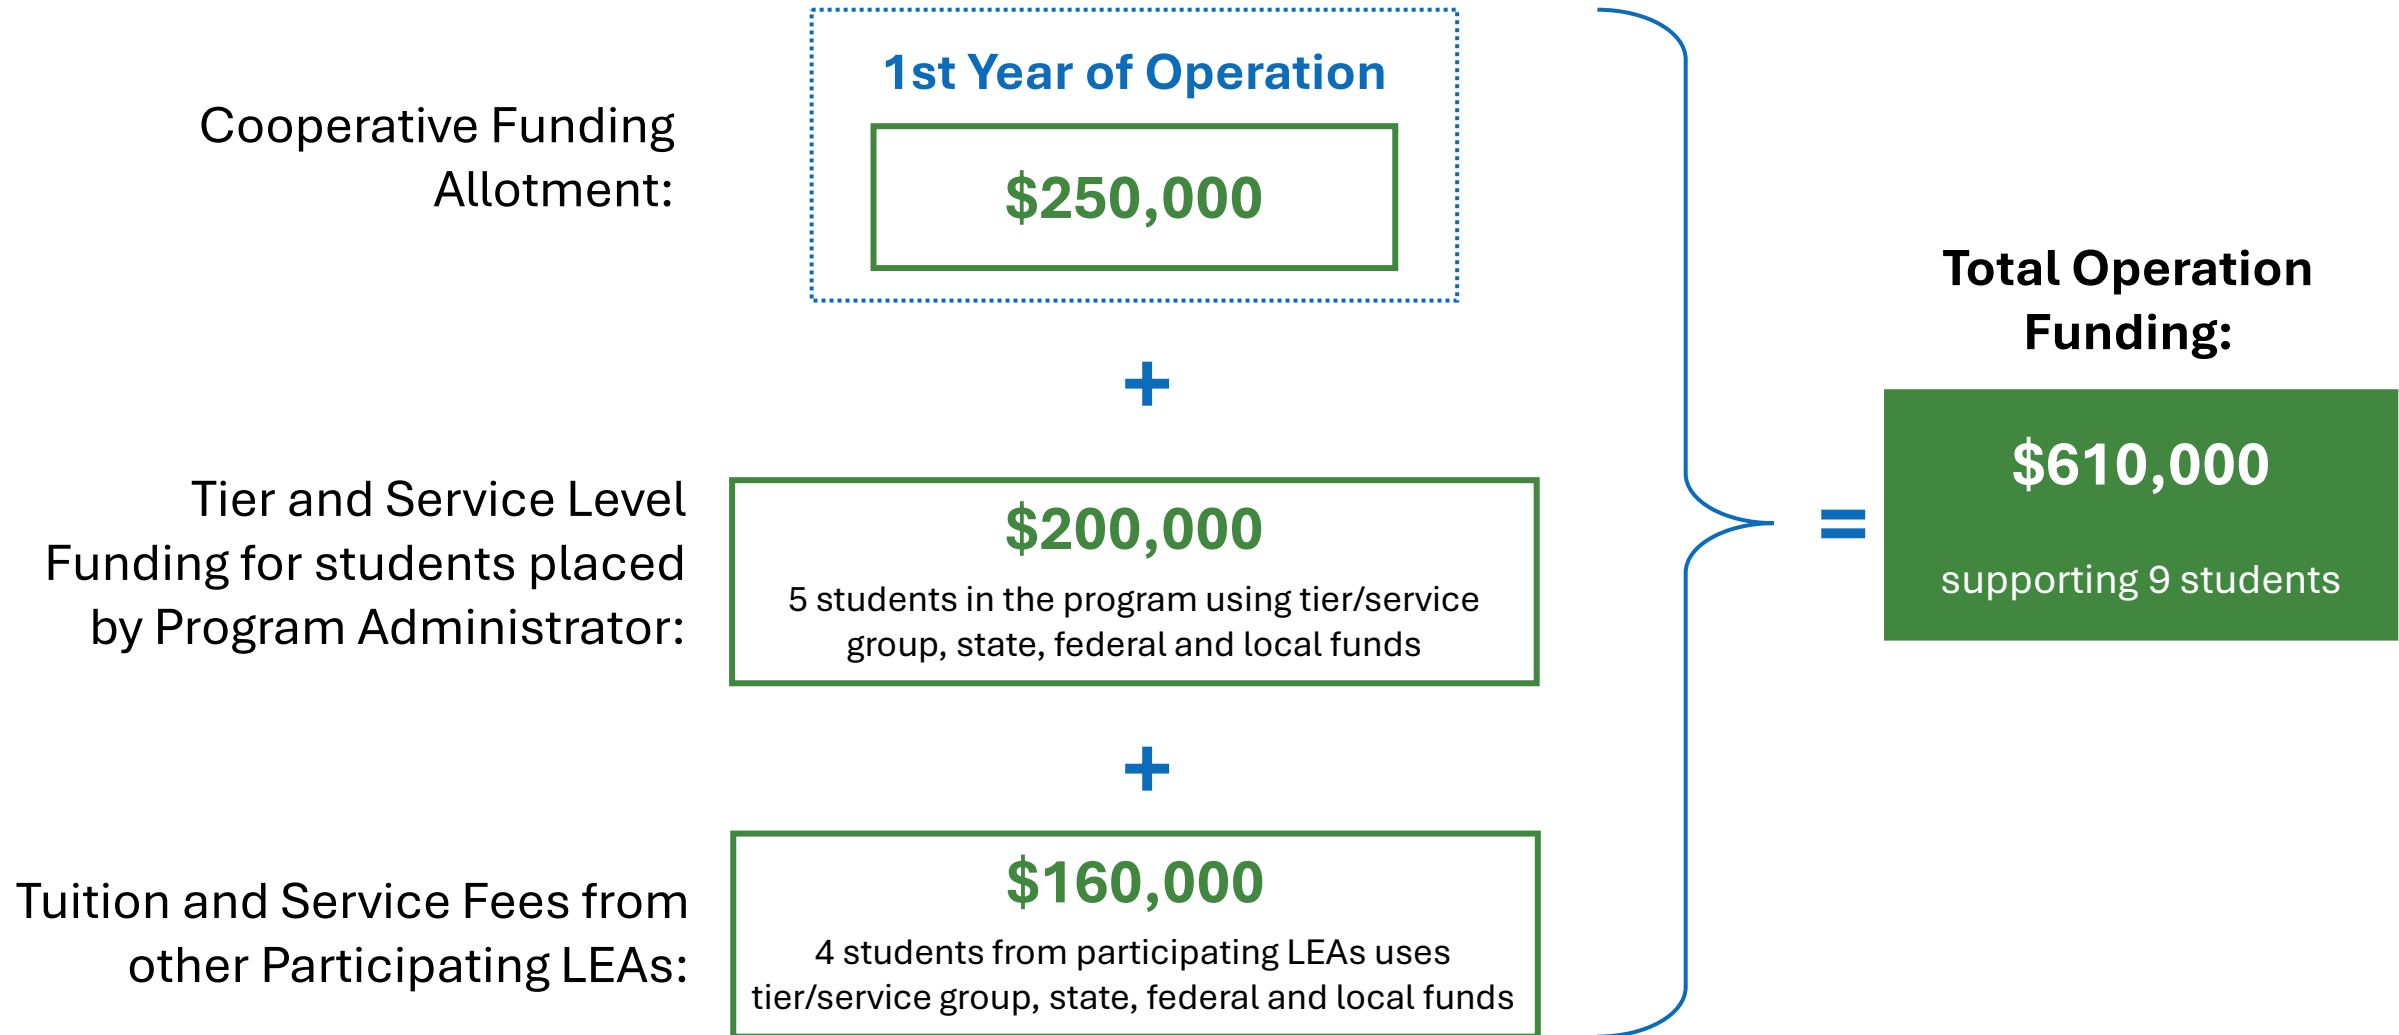 Cooperative Funding
Allotment:
1st Year of Operation
$250,000
+
Tier and Service Level
Funding for students placed
by Program Administrator:
$200,000
5 students in the program using tier/service
group, state, federal and local funds
+
Tuition and Service Fees from
other Participating LEAs:
$160,000
4 students from participating LEAs uses
tier/service group, state, federal and local funds
=
Total Operation
Funding:
$610,000
supporting 9 students